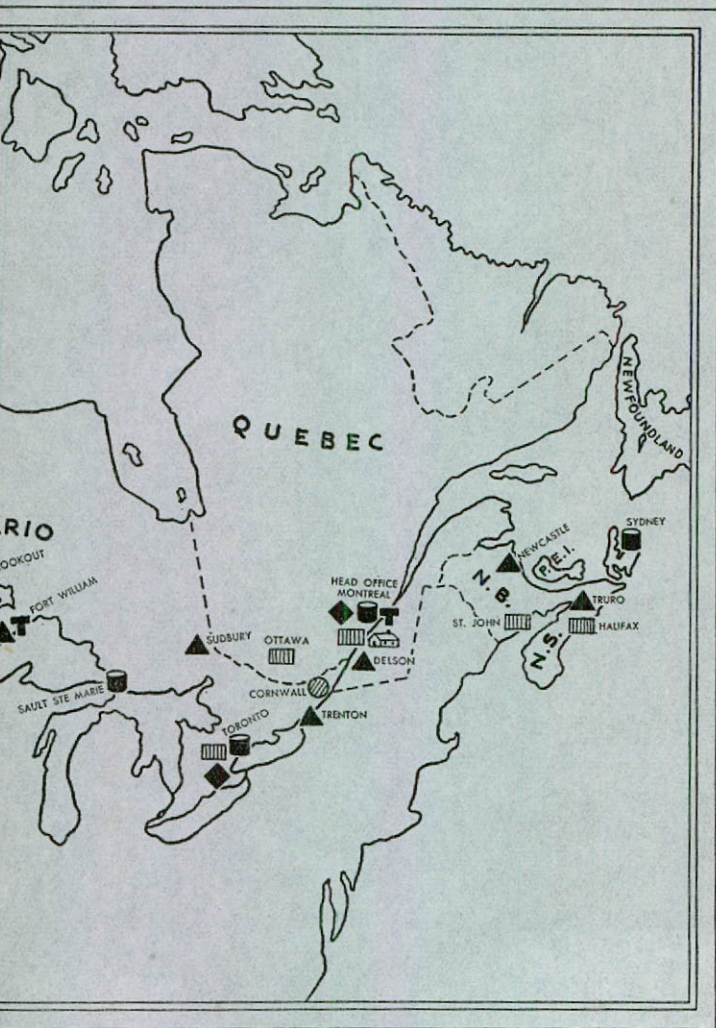 QUEBEC
NEWFOUNDLAND
RIO
OOKOUT
FORT WILLIAM
SYDNEY
NEWCASTLE
P.E.I.
HEAD OFFICE
MONTREAL
N.B.
TRURO
ST. JOHN
HALIFAX
N.S.
SUDBURY
OTTAWA
DELSON
SAULT STE MARIE
CORNWALL
TORONTO
TRENTON